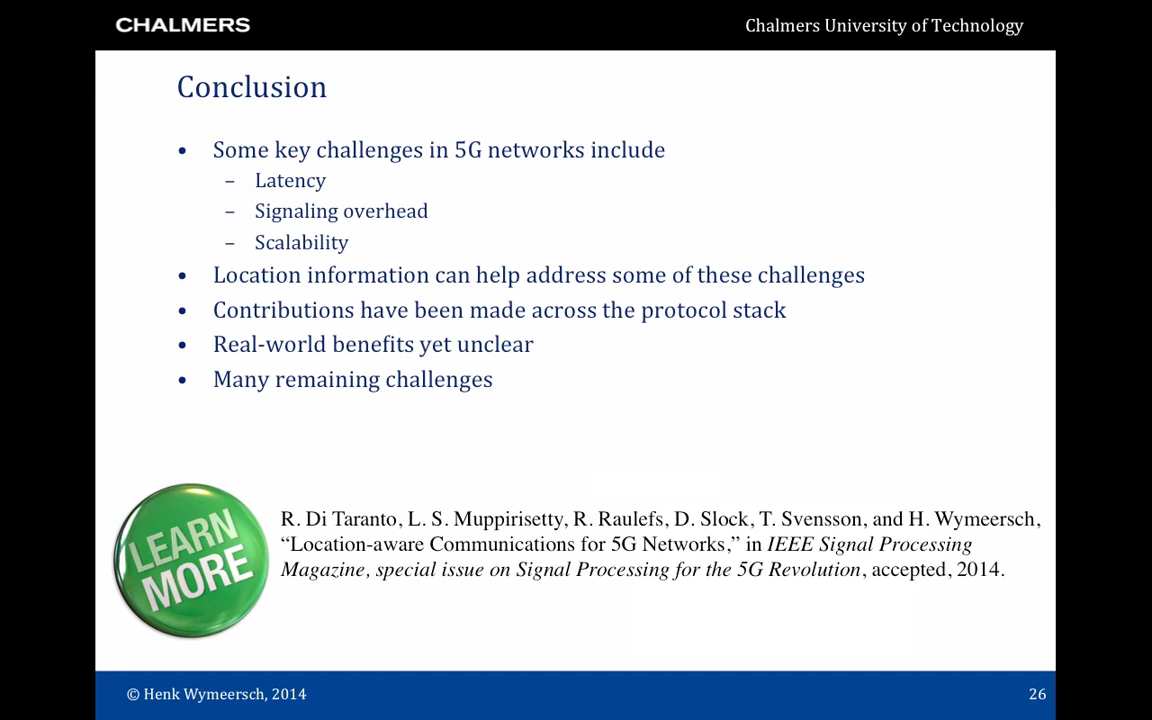 CHALMERS
Chalmers University of Technology
Conclusion
• Some key challenges in 5G networks include
– Latency
– Signaling overhead
– Scalability
• Location information can help address some of these challenges
• Contributions have been made across the protocol stack
• Real-world benefits yet unclear
• Many remaining challenges
LEARN
MORE
R. Di Taranto, L. S. Muppirisetty, R. Raulefs, D. Slock, T. Svensson, and H. Wymeersch,
“Location-aware Communications for 5G Networks,” in IEEE Signal Processing
Magazine, special issue on Signal Processing for the 5G Revolution, accepted, 2014.
© Henk Wymeersch, 2014
26